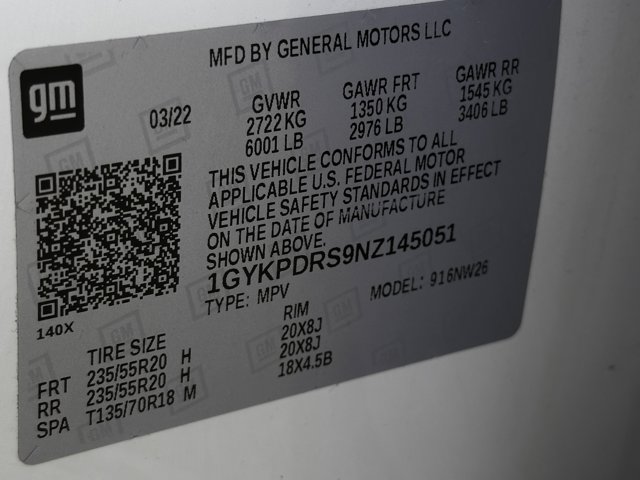 MFD BY GENERAL MOTORS LLC
gm
03/22
GVWR
2722 KG
6001 LB
GAWR FRT
1350 KG
2976 LB
GAWR RR
1545 KG
3406 LB
THIS VEHICLE CONFORMS TO ALL
APPLICABLE U.S. FEDERAL MOTOR
VEHICLE SAFETY STANDARDS IN EFFECT
ON THE DATE OF MANUFACTURE
SHOWN ABOVE.
1GYKPDRS9NZ145051
TYPE: MPV MODEL: 916NW26
140X
TIRE SIZE RIM
FRT 235/55R20 H 20X8J
RR 235/55R20 H 20X8J
SPA T135/70R18 M 18X4.5B